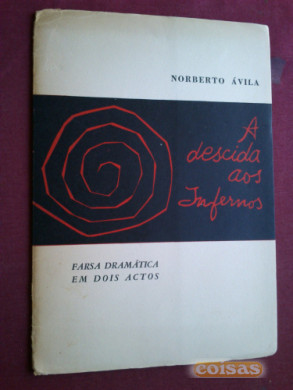 NORBERTO ÁVILA
A
descida
aos
Infernos
FARSA DRAMÁTICA
EM DOIS ACTOS
coisas